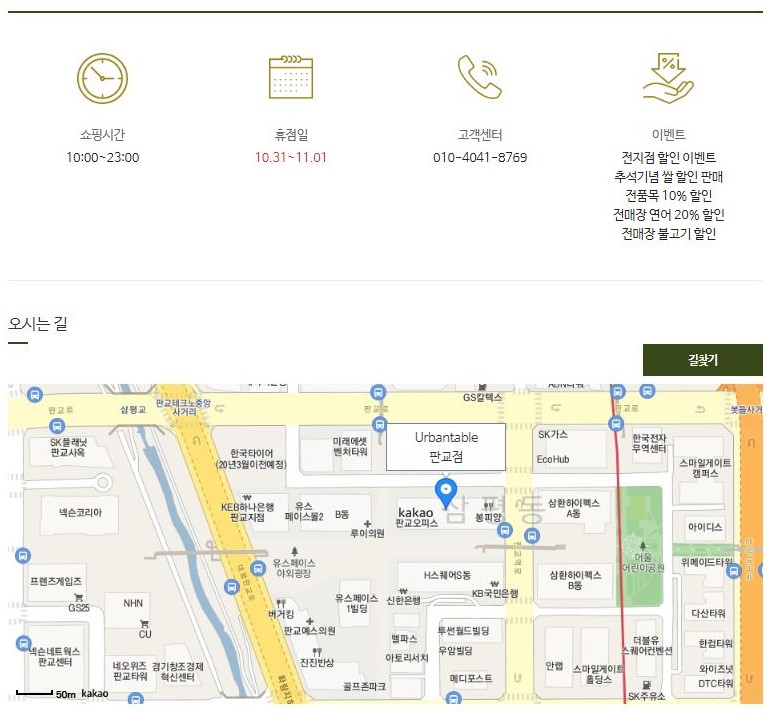 쇼핑시간
10:00~23:00
휴점일
10.31~11.01
고객센터
010-4041-8769
이벤트
전지점 할인 이벤트
추석기념 쌀 할인 판매
전품목 10% 할인
전매장 연어 20% 할인
전매장 불고기 할인
오시는 길
길찾기
판교로
삼평교
판교테크노중앙
사거리
판교로
GS칼텍스
판교로
봇들사거
SK플래닛
판교사옥
한국타이어
(20년3월이전예정)
미래에셋
벤처타워
Urbantable
판교점
SK가스
EcoHub
한국전자
무역센터
스마일게이트
캠퍼스
넥슨코리아
KEB하나은행
판교지점
유스
페이스몰2
B동
루이의원
kakao
판교오피스
삼평동
봉피양
삼환하이펙스
A동
아이디스
유스페이스
야외광장
어울
어린이공원
위메이드타워
프렌즈게임즈
GS25
NHN
CU
H스퀘어S동
신한은행
KB국민은행
삼환하이펙스
B동
버거킹
유스페이스
1빌딩
판교예스의원
다산타워
넥슨네트웍스
판교센터
네오위즈
판교타워
경기창조경제
혁신센터
진진반상
골프존파크
멜파스
아토리서치
투썬월드빌딩
우암빌딩
메디포스트
안랩
스마일게이트
홀딩스
더블유
스퀘어컨벤션
SK주유소
한컴타워
와이즈넛
DTC타워
50m kakao